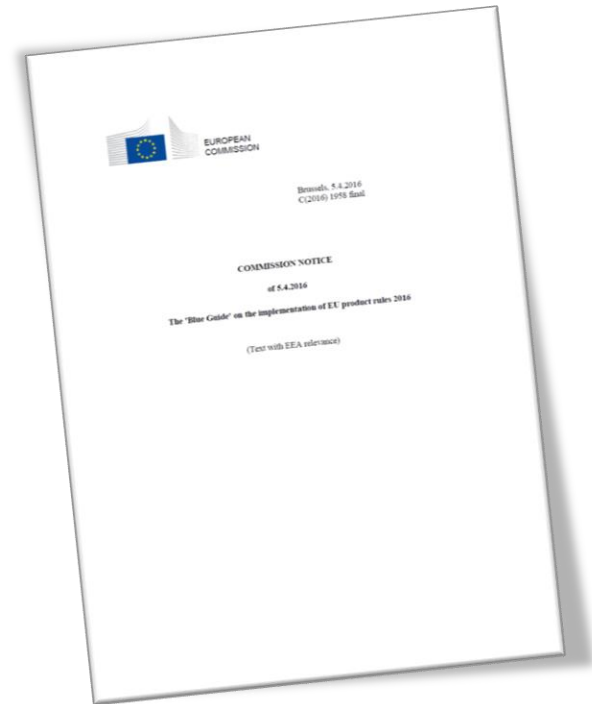 EUROPEAN
COMMISSION
Brussels, 5.4.2016
C(2016) 1958 final
COMMISSION NOTICE
of 5.4.2016
The 'Blue Guide' on the implementation of EU product rules 2016
(Text with EEA relevance)